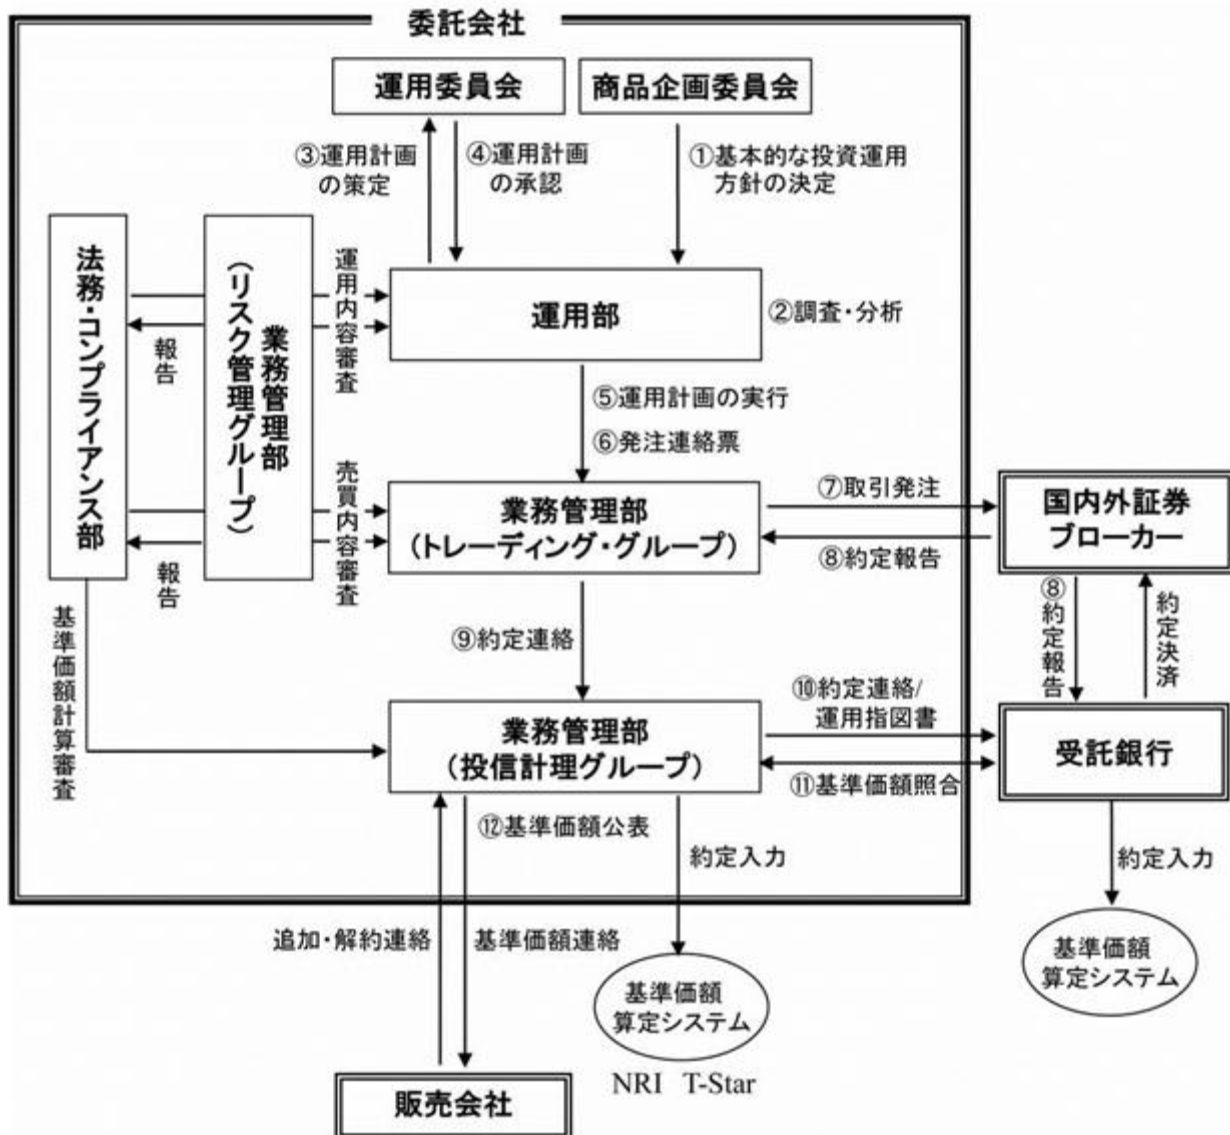 委託会社
運用委員会
商品企画委員会
③運用計画
の策定
④運用計画
の承認
①基本的な投資運用
方針の決定
法務・コンプライアンス部
業務管理部
（リスク管理グループ）
運用内容審査
報告
運用部
②調査・分析
⑤運用計画の実行
⑥発注連絡票
売買内容審査
報告
業務管理部
（トレーディング・グループ）
⑦取引発注
⑧約定報告
国内外証券
ブローカー
⑧約定報告
約定決済
⑨約定連絡
基準価額計算審査
業務管理部
（投信計理グループ）
⑩約定連絡/
運用指図書
⑪基準価額照合
受託銀行
⑫基準価額公表
約定入力
約定入力
追加・解約連絡
基準価額連絡
基準価額
算定システム
基準価額
算定システム
NRI T-Star
販売会社